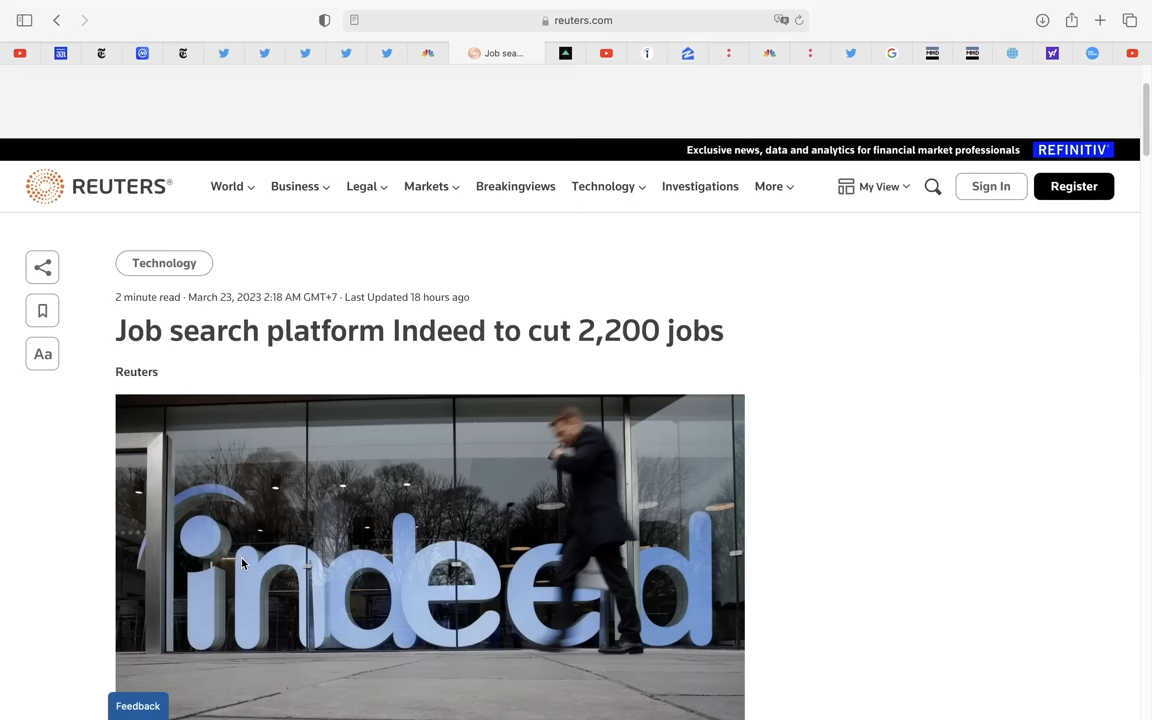 reuters.com
Job sea...
Exclusive news, data and analytics for financial market professionals REFINITIV
REUTERS® World Business Legal Markets Breakingviews Technology Investigations More My View Sign In Register
Technology
2 minute read · March 23, 2023 2:18 AM GMT+7 · Last Updated 18 hours ago
Job search platform Indeed to cut 2,200 jobs
Aa
Reuters
indeed
Feedback